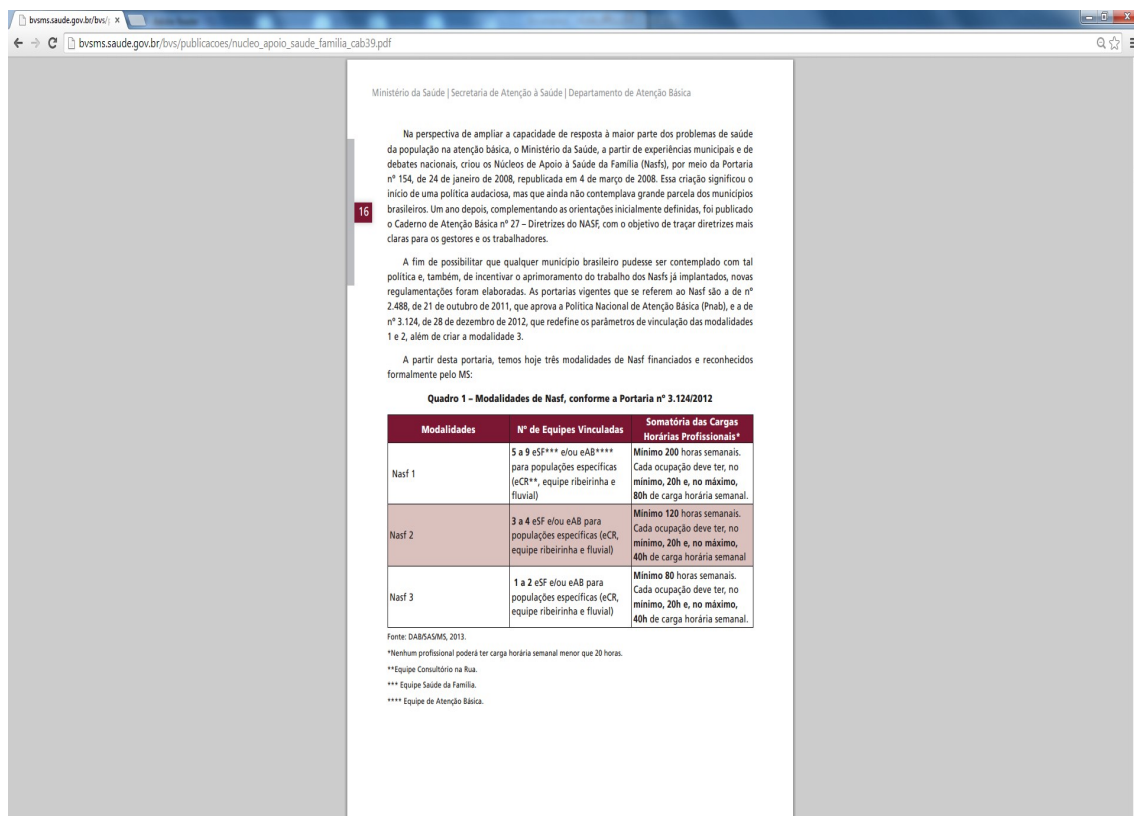 bvsms.saude.gov.br/bvs/
bvsms.saude.gov.br/bvs/publicacoes/nucleo_apoio_saude_familia_cab39.pdf
Ministério da Saúde | Secretaria de Atenção à Saúde | Departamento de Atenção Básica
Na perspectiva de ampliar a capacidade de resposta à maior parte dos problemas de saúde
da população na atenção básica, o Ministério da Saúde, a partir de experiências municipais e de
debates nacionais, criou os Núcleos de Apoio à Saúde da Família (Nasfs), por meio da Portaria
nº 154, de 24 de janeiro de 2008, republicada em 4 de março de 2008. Essa criação significou o
início de uma política audaciosa, mas que ainda não contemplava grande parcela dos municípios
16
brasileiros. Um ano depois, complementando as orientações inicialmente definidas, foi publicado
o Caderno de Atenção Básica nº 27 – Diretrizes do NASF, com o objetivo de traçar diretrizes mais
claras para os gestores e os trabalhadores.
A fim de possibilitar que qualquer município brasileiro pudesse ser contemplado com tal
política e, também, de incentivar o aprimoramento do trabalho dos Nasfs já implantados, novas
regulamentações foram elaboradas. As portarias vigentes que se referem ao Nasf são a de nº
2.488, de 21 de outubro de 2011, que aprova a Política Nacional de Atenção Básica (Pnab), e a de
nº 3.124, de 28 de dezembro de 2012, que redefine os parâmetros de vinculação das modalidades
1 e 2, além de criar a modalidade 3.
A partir desta portaria, temos hoje três modalidades de Nasf financiados e reconhecidos
formalmente pelo MS:
Quadro 1 – Modalidades de Nasf, conforme a Portaria nº 3.124/2012
Modalidades
Nº de Equipes Vinculadas
Somatória das Cargas
Horárias Profissionais*
Nasf 1
5 a 9 eSF*** e/ou eAB****
para populações específicas
(eCR**, equipe ribeirinha e
fluvial)
Mínimo 200 horas semanais.
Cada ocupação deve ter, no
mínimo, 20h e, no máximo,
80h de carga horária semanal.
Nasf 2
3 a 4 eSF e/ou eAB para
populações específicas (eCR,
equipe ribeirinha e fluvial)
Mínimo 120 horas semanais.
Cada ocupação deve ter, no
mínimo, 20h e, no máximo,
40h de carga horária semanal
Nasf 3
1 a 2 eSF e/ou eAB para
populações específicas (eCR,
equipe ribeirinha e fluvial)
Mínimo 80 horas semanais.
Cada ocupação deve ter, no
mínimo, 20h e, no máximo,
40h de carga horária semanal.
Fonte: DAB/SAS/MS, 2013.
*Nenhum profissional poderá ter carga horária semanal menor que 20 horas.
**Equipe Consultório na Rua.
*** Equipe Saúde da Família.
**** Equipe de Atenção Básica.